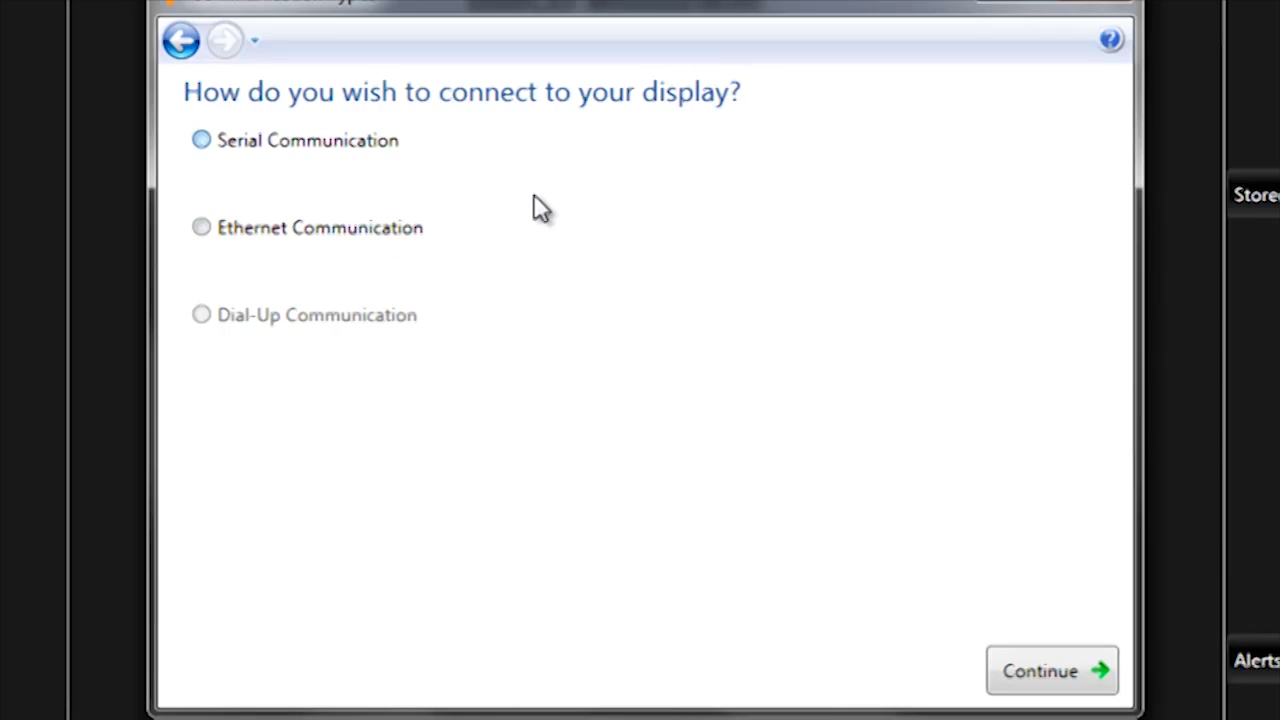 How do you wish to connect to your display?
Serial Communication
Store
Ethernet Communication
Dial-Up Communication
Alerts
Continue